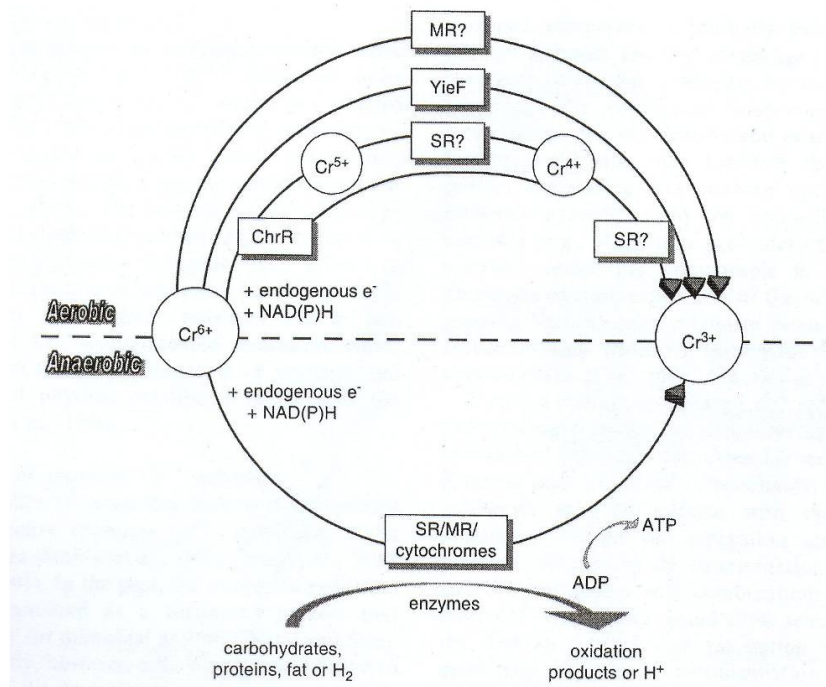 MR?
YieF
SR?
Cr5+
Cr4+
ChrR
SR?
+ endogenous e-
+ NAD(P)H
Aerobic
Cr6+
Cr3+
Anaerobic
+ endogenous e-
+ NAD(P)H
SR/MR/
cytochromes
ATP
ADP
enzymes
carbohydrates,
proteins, fat or H2
oxidation
products or H+